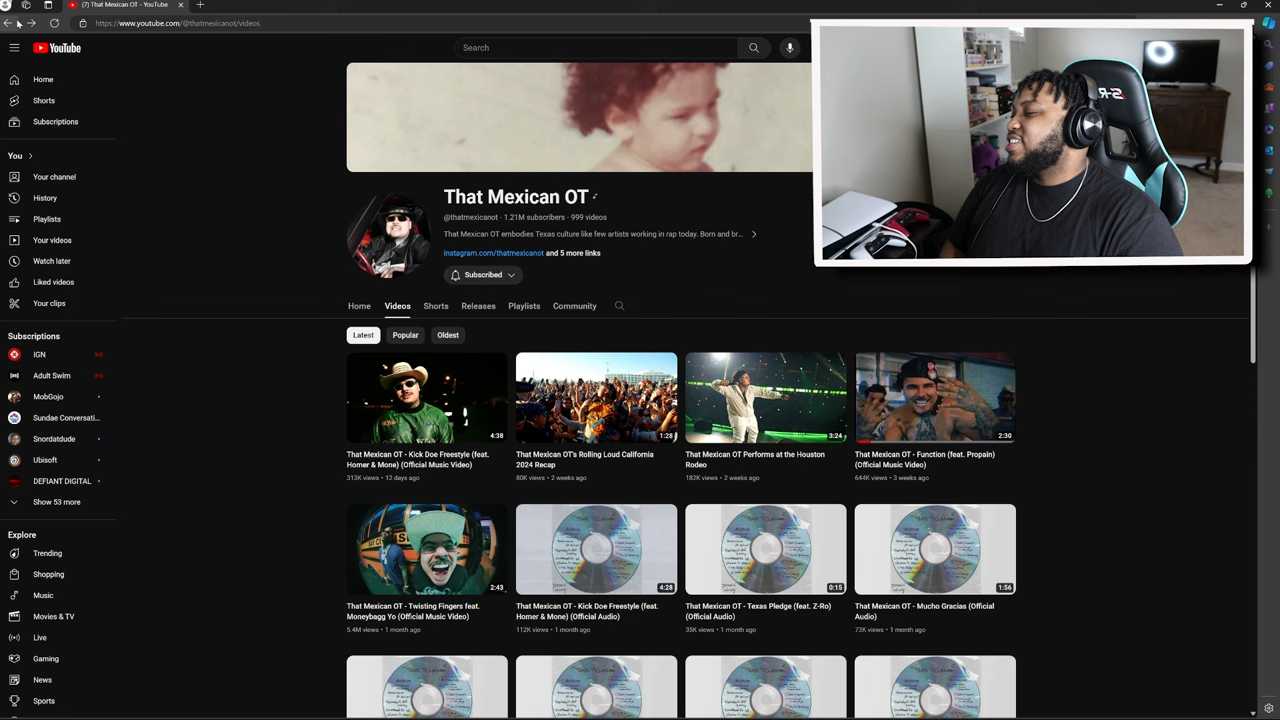 (7) That Mexican OT - YouTube
https://www.youtube.com/@thatmexicanot/videos
YouTube
Search
Home
Shorts
Subscriptions
You
Your channel
History
Playlists
Your videos
Watch later
Liked videos
Your clips
Subscriptions
IGN
Adult Swim
MobGojo
Sundae Conversati...
Snordatdude
Ubisoft
DEFIANT DIGITAL
Show 53 more
Explore
Trending
Shopping
Music
Movies & TV
Live
Gaming
News
Sports
That Mexican OT
@thatmexicanot · 1.21M subscribers · 999 videos
That Mexican OT embodies Texas culture like few artists working in rap today. Born and br...
instagram.com/thatmexicanot and 5 more links
Subscribed
Home Videos Shorts Releases Playlists Community
Latest Popular Oldest
4:38
1:28
3:24
2:30
That Mexican OT - Kick Doe Freestyle (feat.
Homer & Mone) (Official Music Video)
313K views • 12 days ago
That Mexican OT's Rolling Loud California
2024 Recap
80K views • 2 weeks ago
That Mexican OT Performs at the Houston
Rodeo
182K views • 2 weeks ago
That Mexican OT - Function (feat. Propain)
(Official Music Video)
644K views • 3 weeks ago
2:43
4:28
0:15
1:56
That Mexican OT - Twisting Fingers feat.
Moneybagg Yo (Official Music Video)
5.4M views • 1 month ago
That Mexican OT - Kick Doe Freestyle (feat.
Homer & Mone) (Official Audio)
112K views • 1 month ago
That Mexican OT - Texas Pledge (feat. Z-Ro)
(Official Audio)
35K views • 1 month ago
That Mexican OT - Mucho Gracias (Official
Audio)
73K views • 1 month ago